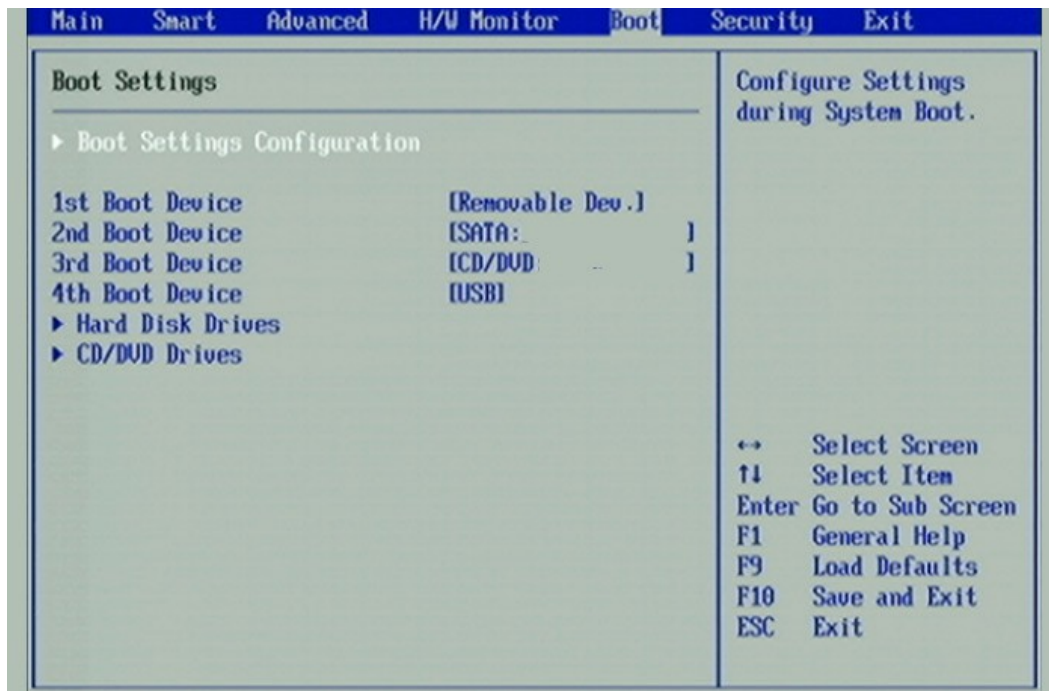 Main Smart Advanced H/W Monitor Boot Security Exit
Boot Settings
▶ Boot Settings Configuration
1st Boot Device [Removable Dev.]
2nd Boot Device [SATA: ]
3rd Boot Device [CD/DVD: ]
4th Boot Device [USB]
▶ Hard Disk Drives
▶ CD/DVD Drives
Configure Settings
during System Boot.
↔ Select Screen
↑↓ Select Item
Enter Go to Sub Screen
F1 General Help
F9 Load Defaults
F10 Save and Exit
ESC Exit